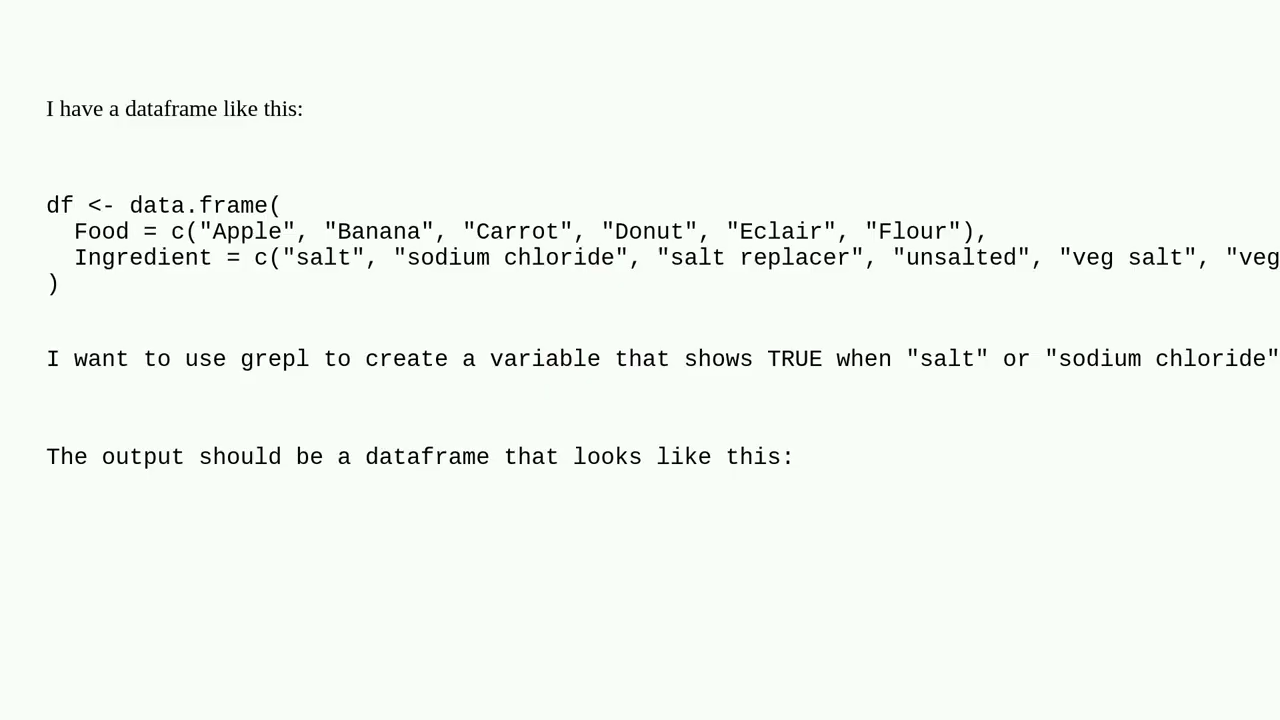 I have a dataframe like this:
df <- data.frame(
  Food = c("Apple", "Banana", "Carrot", "Donut", "Eclair", "Flour"),
  Ingredient = c("salt", "sodium chloride", "salt replacer", "unsalted", "veg salt", "veg
)
I want to use grepl to create a variable that shows TRUE when "salt" or "sodium chloride"
The output should be a dataframe that looks like this: